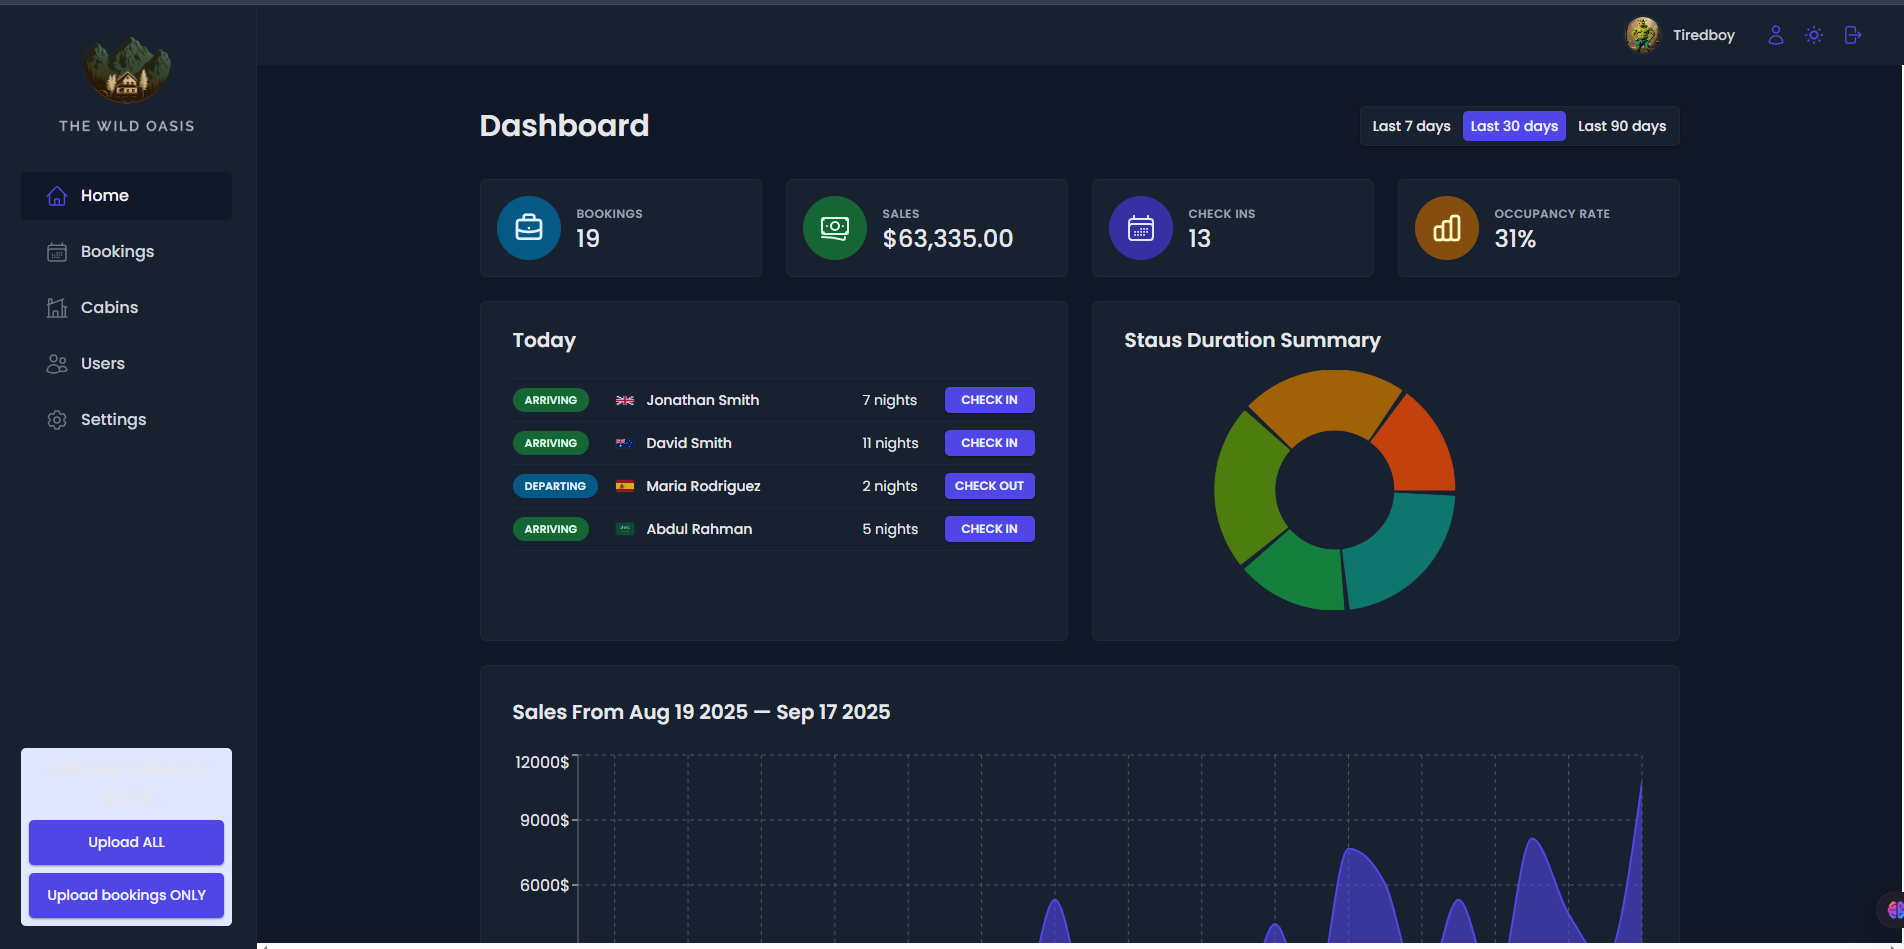 Tiredboy
THE WILD OASIS
Home
Bookings
Cabins
Users
Settings
UPLOAD SAMPLE
DATA
Upload ALL
Upload bookings ONLY
Dashboard
Last 7 days
Last 30 days
Last 90 days
BOOKINGS
19
SALES
$63,335.00
CHECK INS
13
OCCUPANCY RATE
31%
Today
ARRIVING Jonathan Smith 7 nights CHECK IN
ARRIVING David Smith 11 nights CHECK IN
DEPARTING Maria Rodriguez 2 nights CHECK OUT
ARRIVING Abdul Rahman 5 nights CHECK IN
Staus Duration Summary
Sales From Aug 19 2025 — Sep 17 2025
12000$
9000$
6000$